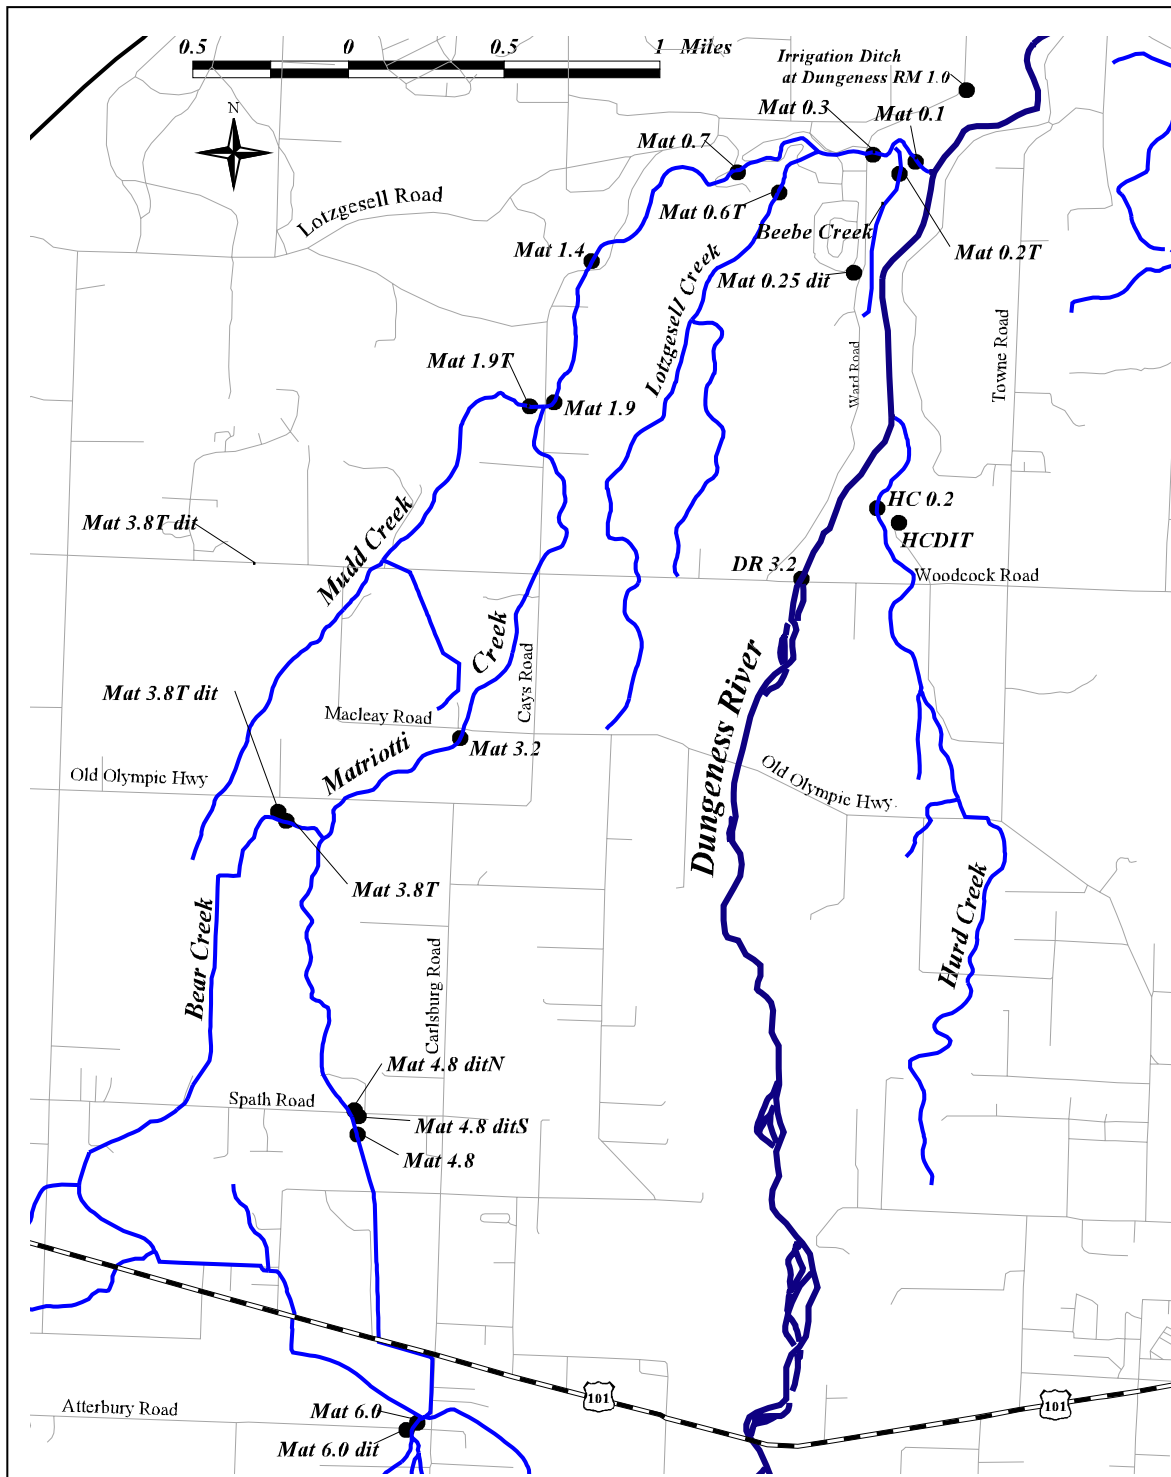 0.5 0 0.5 1 Miles
Irrigation Ditch
at Dungeness RM 1.0
N
Mat 0.3
Mat 0.1
Mat 0.7
Lotzgesell Road
Mat 0.6T
Beebe Creek
Mat 0.2T
Mat 1.4
Mat 0.25 dit
Lotzgesell Creek
Ward Road
Towne Road
Mat 1.9T
Mat 1.9
Mat 3.8T dit
Mudd Creek
HC 0.2
HCDIT
DR 3.2
Woodcock Road
Creek
Cays Road
Mat 3.8T dit
Macleay Road
Mat 3.2
Matriotti
Dungeness River
Old Olympic Hwy
Old Olympic Hwy.
Mat 3.8T
Bear Creek
Hurd Creek
Carlsburg Road
Mat 4.8 ditN
Spath Road
Mat 4.8 ditS
Mat 4.8
101
101
Atterbury Road
Mat 6.0
Mat 6.0 dit